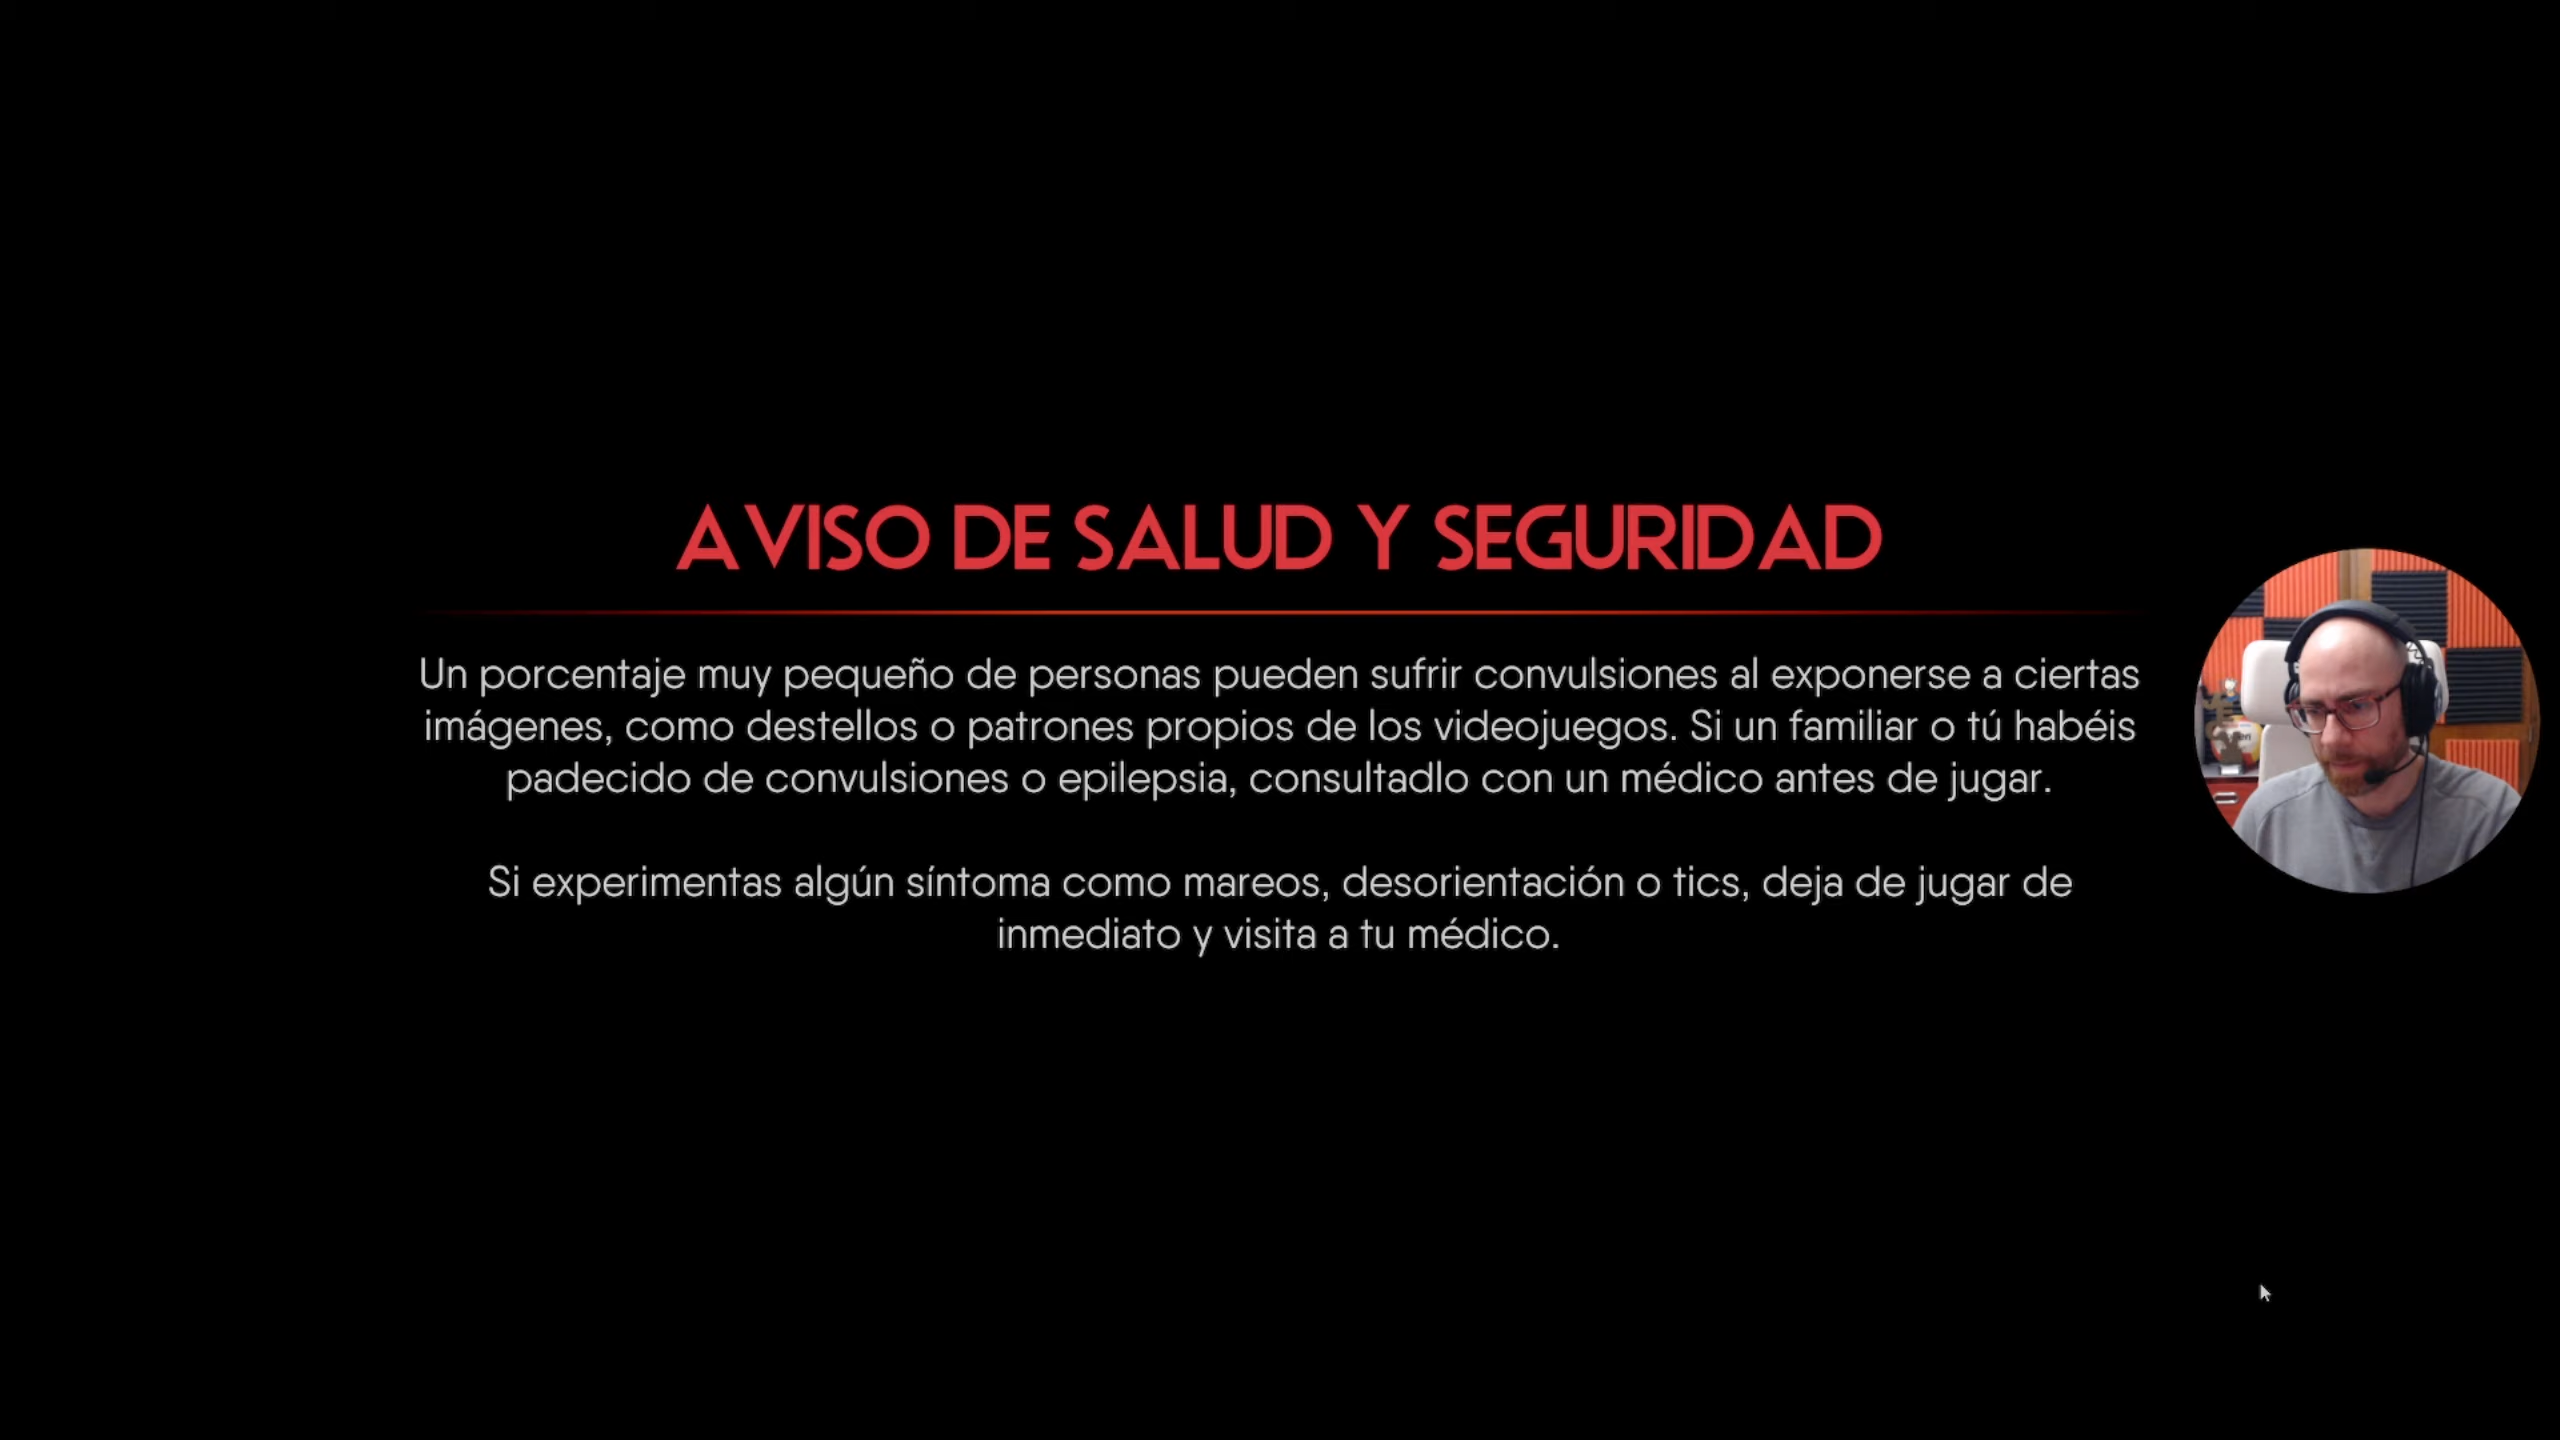 AVISO DE SALUD Y SEGURIDAD
Un porcentaje muy pequeño de personas pueden sufrir convulsiones al exponerse a ciertas
imágenes, como destellos o patrones propios de los videojuegos. Si un familiar o tú habéis
padecido de convulsiones o epilepsia, consultadlo con un médico antes de jugar.
Si experimentas algún síntoma como mareos, desorientación o tics, deja de jugar de
inmediato y visita a tu médico.